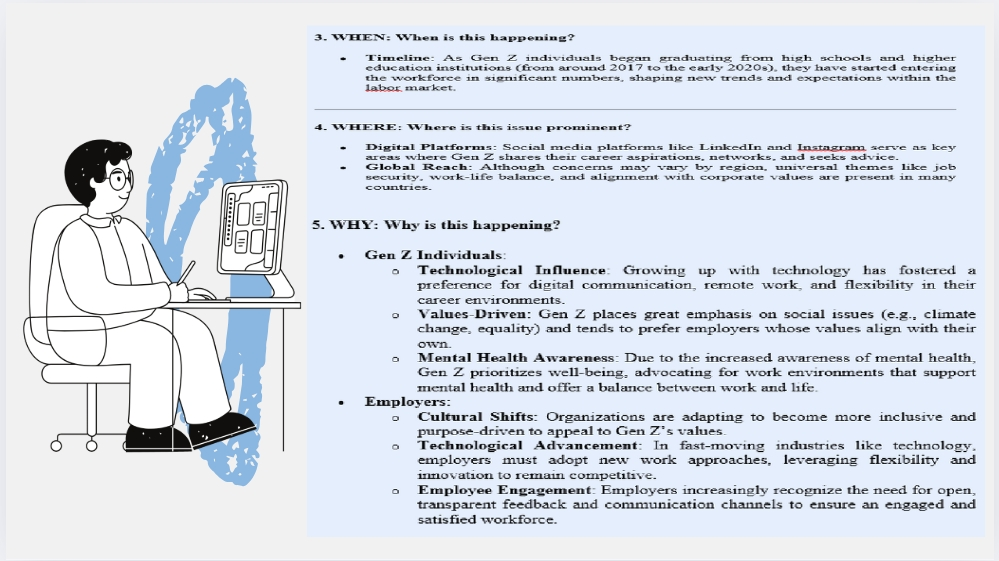 3. WHEN: When is this happening?
• Timeline: As Gen Z individuals began graduating from high schools and higher
education institutions (from around 2017 to the early 2020s), they have started entering
the workforce in significant numbers, shaping new trends and expectations within the
labor market.
4. WHERE: Where is this issue prominent?
• Digital Platforms: Social media platforms like LinkedIn and Instagram serve as key
areas where Gen Z shares their career aspirations, networks, and seeks advice.
• Global Reach: Although concerns may vary by region, universal themes like job
security, work-life balance, and alignment with corporate values are present in many
countries.
5. WHY: Why is this happening?
• Gen Z Individuals:
o Technological Influence: Growing up with technology has fostered a
preference for digital communication, remote work, and flexibility in their
career environments.
o Values-Driven: Gen Z places great emphasis on social issues (e.g., climate
change, equality) and tends to prefer employers whose values align with their
own.
o Mental Health Awareness: Due to the increased awareness of mental health,
Gen Z prioritizes well-being, advocating for work environments that support
mental health and offer a balance between work and life.
• Employers:
o Cultural Shifts: Organizations are adapting to become more inclusive and
purpose-driven to appeal to Gen Z's values.
o Technological Advancement: In fast-moving industries like technology,
employers must adopt new work approaches, leveraging flexibility and
innovation to remain competitive.
o Employee Engagement: Employers increasingly recognize the need for open,
transparent feedback and communication channels to ensure an engaged and
satisfied workforce.